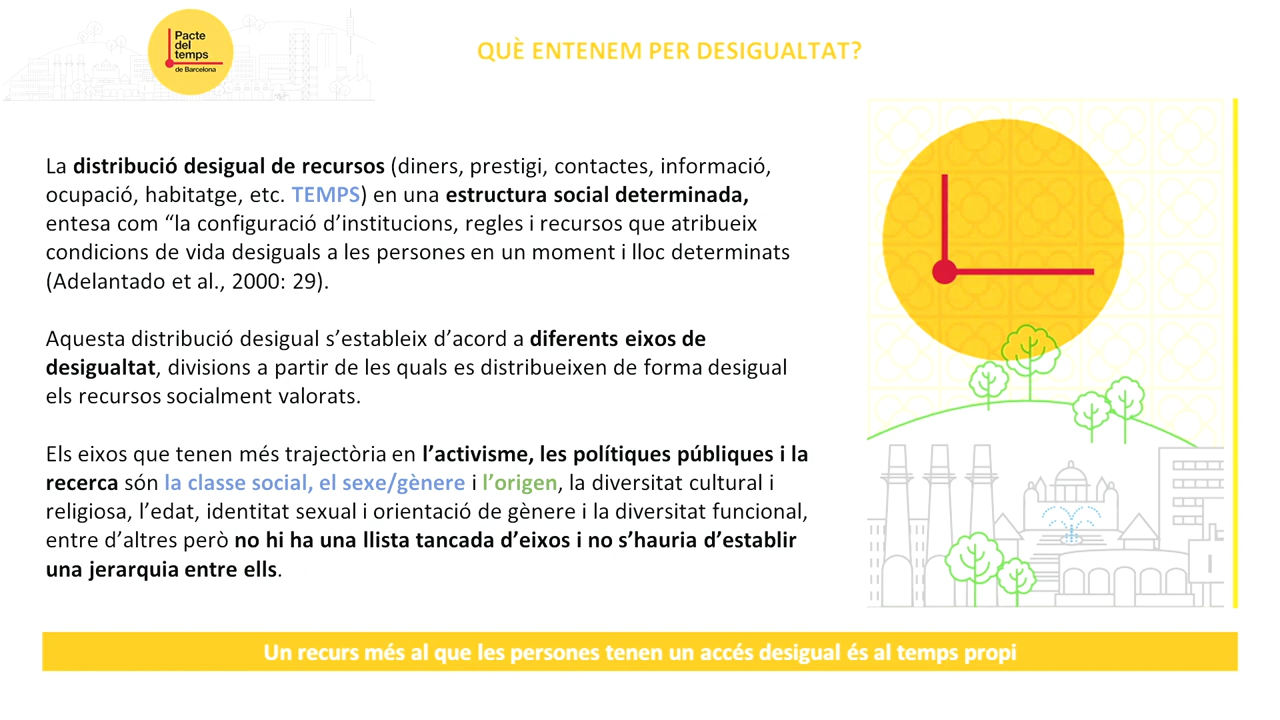 Pacte
del
temps
de Barcelona
QUÈ ENTENEM PER DESIGUALTAT?
La distribució desigual de recursos (diners, prestigi, contactes, informació,
ocupació, habitatge, etc. TEMPS) en una estructura social determinada,
entesa com “la configuració d’institucions, regles i recursos que atribueix
condicions de vida desiguals a les persones en un moment i lloc determinats
(Adelantado et al., 2000: 29).
Aquesta distribució desigual s’estableix d’acord a diferents eixos de
desigualtat, divisions a partir de les quals es distribueixen de forma desigual
els recursos socialment valorats.
Els eixos que tenen més trajectòria en l’activisme, les polítiques públiques i la
recerca són la classe social, el sexe/gènere i l’origen, la diversitat cultural i
religiosa, l’edat, identitat sexual i orientació de gènere i la diversitat funcional,
entre d’altres però no hi ha una llista tancada d’eixos i no s’hauria d’establir
una jerarquia entre ells.
Un recurs més al que les persones tenen un accés desigual és al temps propi